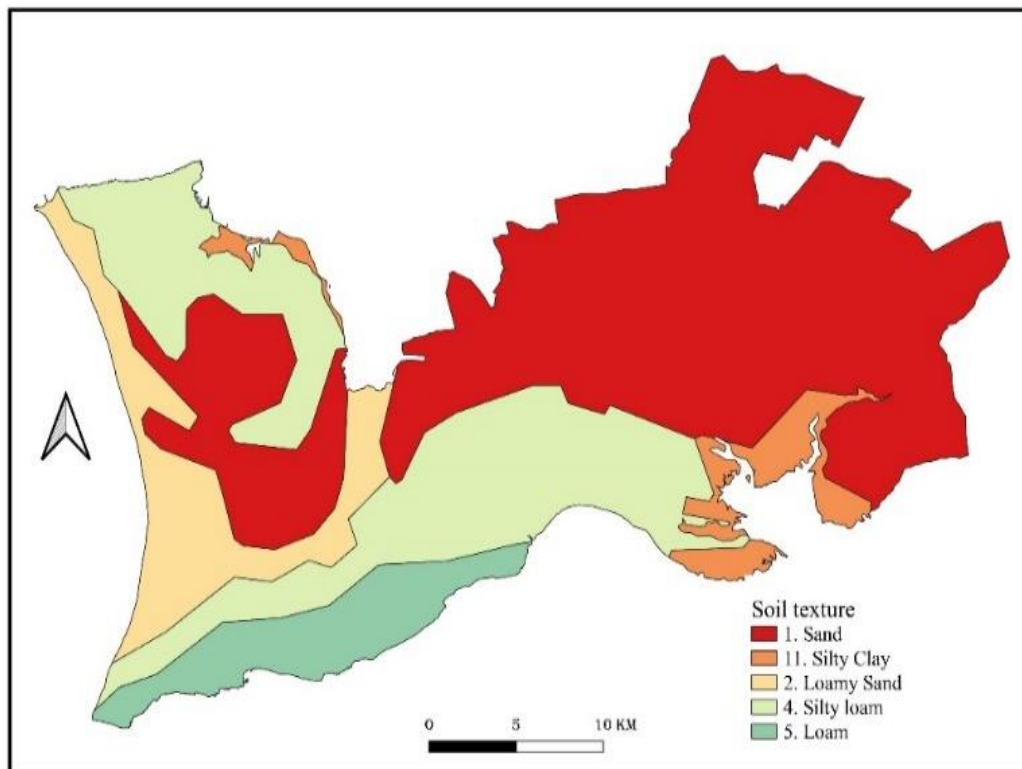 Soil texture
1. Sand
11. Silty Clay
2. Loamy Sand
4. Silty loam
5. Loam
0 5 10 KM